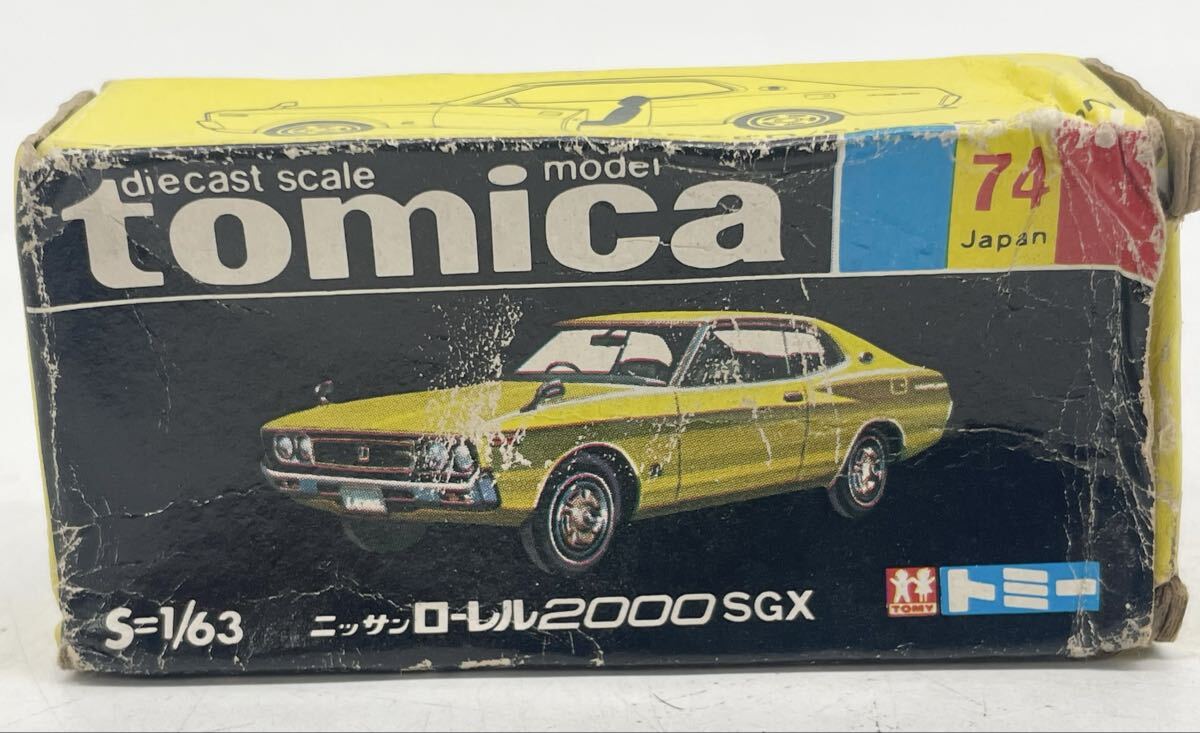 diecast scale model
tomica
74
Japan
S=1/63
ニッサン ローレル2000SGX
TOMY
トミー